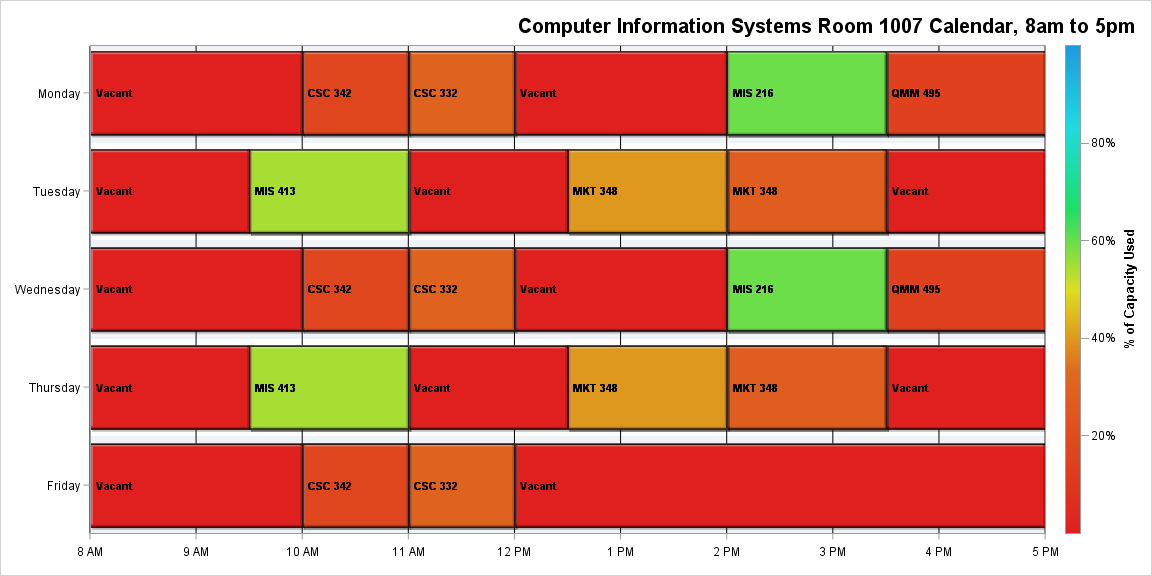 Computer Information Systems Room 1007 Calendar, 8am to 5pm
Monday
Vacant
CSC 342
CSC 332
Vacant
MIS 216
QMM 495
Tuesday
Vacant
MIS 413
Vacant
MKT 348
MKT 348
Vacant
Wednesday
Vacant
CSC 342
CSC 332
Vacant
MIS 216
QMM 495
Thursday
Vacant
MIS 413
Vacant
MKT 348
MKT 348
Vacant
Friday
Vacant
CSC 342
CSC 332
Vacant
8 AM
9 AM
10 AM
11 AM
12 PM
1 PM
2 PM
3 PM
4 PM
5 PM
80%
60%
40%
20%
% of Capacity Used